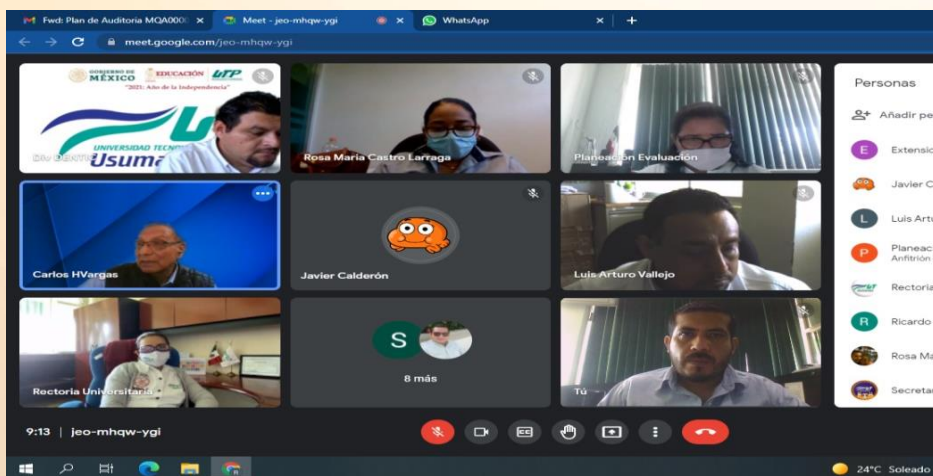 Fwd: Plan de Auditoria MQA000
Meet - jeo-mhqw-ygi
WhatsApp
meet.google.com/jeo-mhqw-ygi
GOBIERNO DE
MÉXICO
EDUCACIÓN
UTP
"2021: Año de la Independencia"
UNIVERSIDAD TECNO
Usuma
Rosa Maria Castro Larraga
Planeación Evaluación
Carlos HVargas
Javier Calderón
Luis Arturo Vallejo
Rectoria Universitaria
S
8 más
Tú
Personas
Añadir pe
E
Extensio
Javier C
L
Luis Artu
P
Planeac
Anfitrión
Rectoria
R
Ricardo
Rosa Ma
Secretar
9:13 | jeo-mhqw-ygi
24°C Soleado